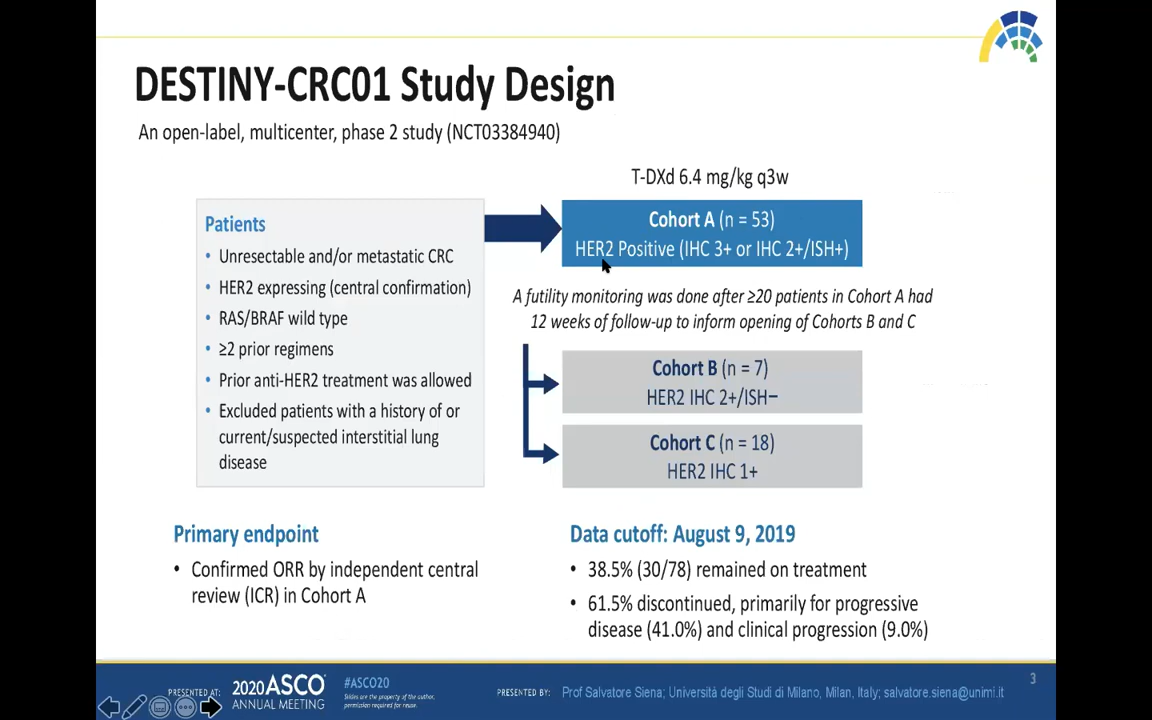 DESTINY-CRC01 Study Design
An open-label, multicenter, phase 2 study (NCT03384940)
T-DXd 6.4 mg/kg q3w
Patients
• Unresectable and/or metastatic CRC
• HER2 expressing (central confirmation)
• RAS/BRAF wild type
• ≥2 prior regimens
• Prior anti-HER2 treatment was allowed
• Excluded patients with a history of or
current/suspected interstitial lung
disease
Cohort A (n = 53)
HER2 Positive (IHC 3+ or IHC 2+/ISH+)
A futility monitoring was done after ≥20 patients in Cohort A had
12 weeks of follow-up to inform opening of Cohorts B and C
Cohort B (n = 7)
HER2 IHC 2+/ISH−
Cohort C (n = 18)
HER2 IHC 1+
Primary endpoint
• Confirmed ORR by independent central
review (ICR) in Cohort A
Data cutoff: August 9, 2019
• 38.5% (30/78) remained on treatment
• 61.5% discontinued, primarily for progressive
disease (41.0%) and clinical progression (9.0%)
PRESENTED AT:
2020 ASCO
ANNUAL MEETING
#ASCO20
Slides are the property of the author,
permission required for reuse.
PRESENTED BY:
Prof Salvatore Siena; Università degli Studi di Milano, Milan, Italy; salvatore.siena@unimi.it
3